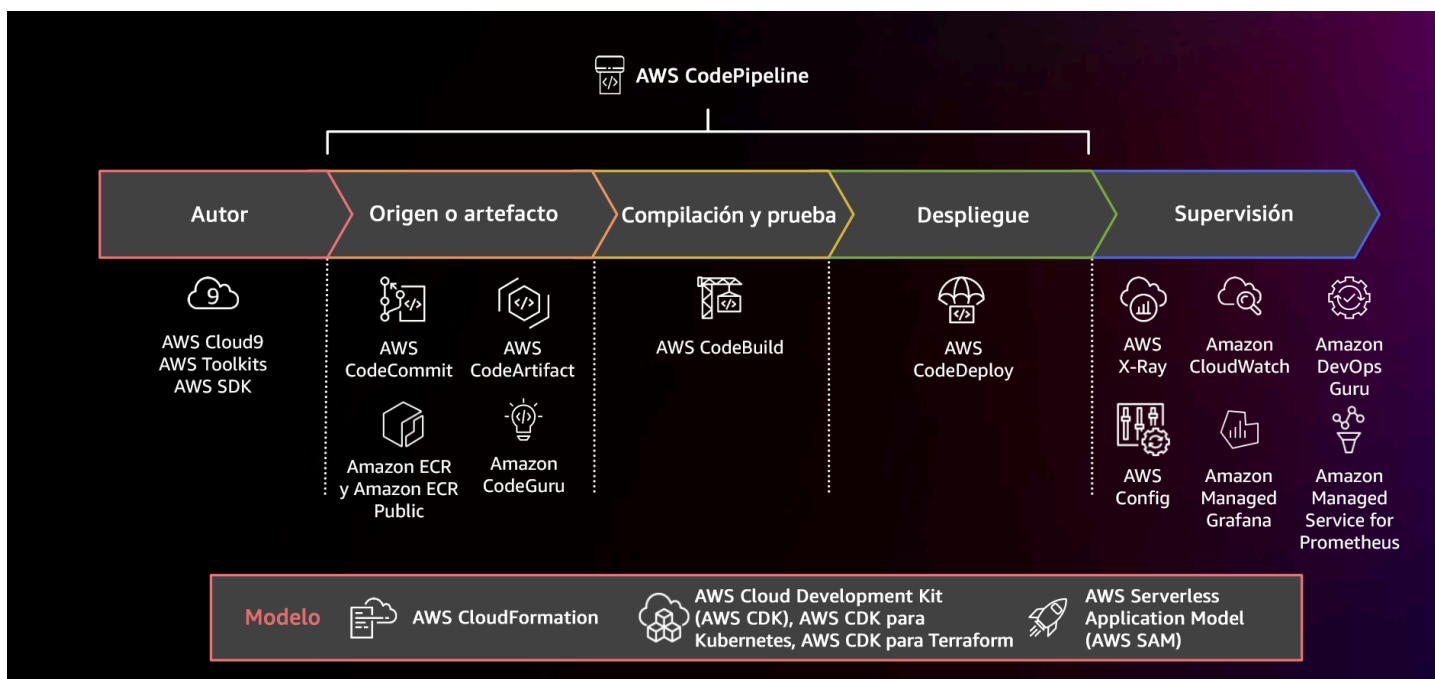 AWS CodePipeline
Autor
Origen o artefacto
Compilación y prueba
Despliegue
Supervisión
9
AWS Cloud9
AWS Toolkits
AWS SDK
AWS
CodeCommit
AWS
CodeArtifact
Amazon ECR
y Amazon ECR
Public
Amazon
CodeGuru
AWS CodeBuild
AWS
CodeDeploy
AWS
X-Ray
Amazon
CloudWatch
Amazon
DevOps
Guru
AWS
Config
Amazon
Managed
Grafana
Amazon
Managed
Service for
Prometheus
Modelo
AWS CloudFormation
AWS Cloud Development Kit
(AWS CDK), AWS CDK para
Kubernetes, AWS CDK para Terraform
AWS Serverless
Application Model
(AWS SAM)